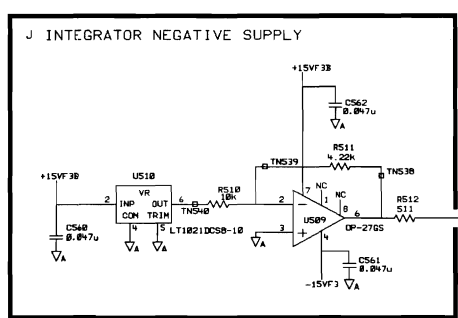 J INTEGRATOR NEGATIVE SUPPLY
+15VF3B
C562
0.047u
A
TN539
R511
4.22k
TN538
+15VF3B
U510
VR
R510
10k
NC
NC
R512
511
2
INP
OUT
6
TN540
COM
TRIM
4
5
LT1021DCS8-10
7
1
8
2
3
U509
6
4
OP-27GS
C560
0.047u
A
A
A
A
C561
0.047u
A
-15VF3